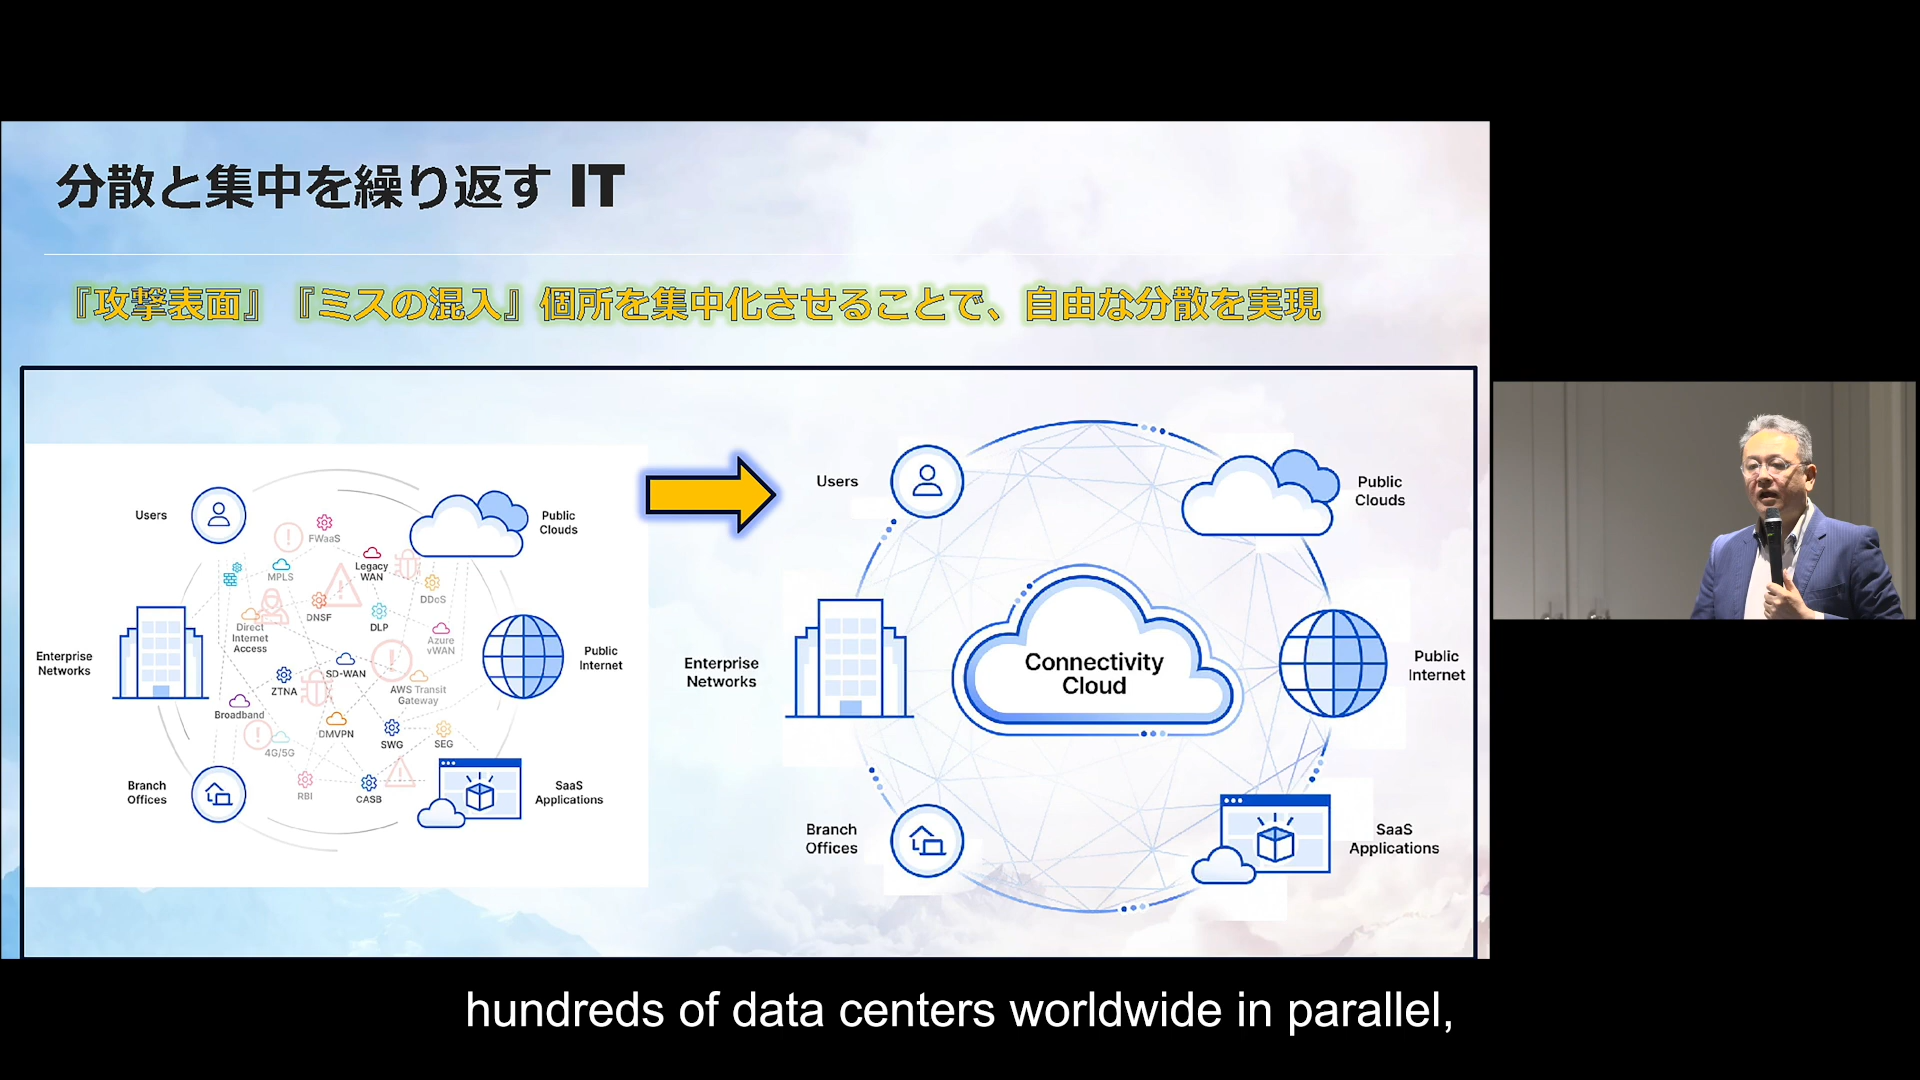 分散と集中を繰り返す IT
『攻撃表面』『ミスの混入』個所を集中化させることで、自由な分散を実現
Users
Public
Clouds
FWaaS
MPLS
Legacy
WAN
DDoS
DNSF
DLP
Direct
Internet
Access
Azure
vWAN
Enterprise
Networks
Public
Internet
SD-WAN
ZTNA
AWS Transit
Gateway
Broadband
DMVPN
SWG
SEG
4G/5G
RBI
CASB
Branch
Offices
SaaS
Applications
Users
Public
Clouds
Enterprise
Networks
Connectivity
Cloud
Public
Internet
Branch
Offices
SaaS
Applications
hundreds of data centers worldwide in parallel,